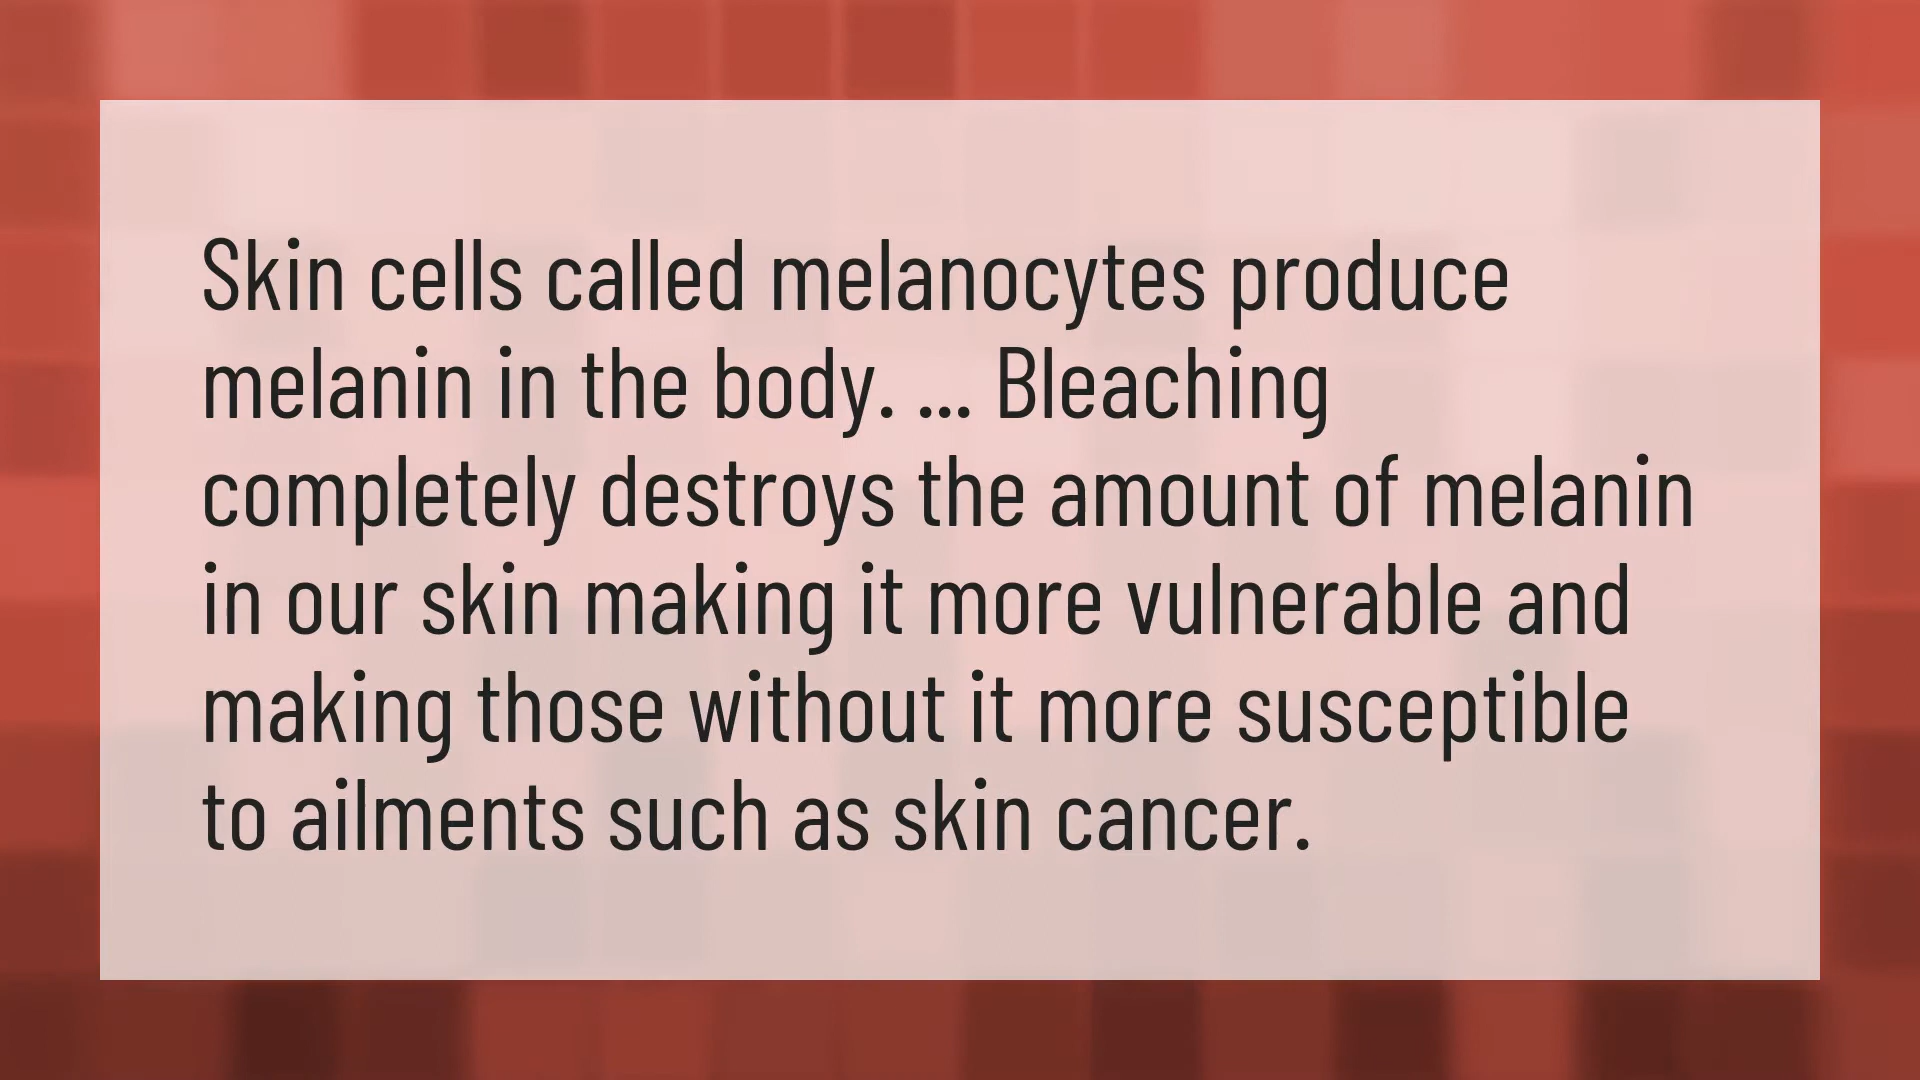 Skin cells called melanocytes produce
melanin in the body. ... Bleaching
completely destroys the amount of melanin
in our skin making it more vulnerable and
making those without it more susceptible
to ailments such as skin cancer.